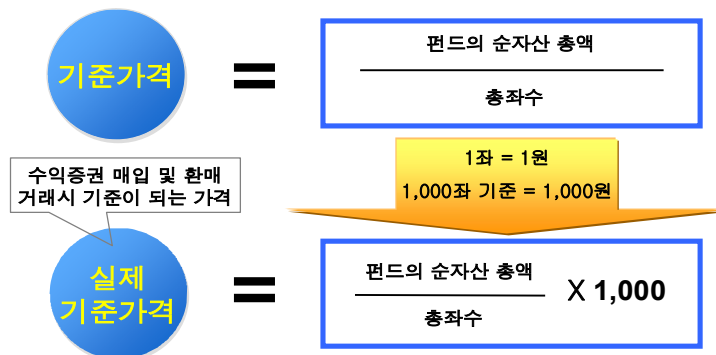 기준가격
=
펀드의 순자산 총액
총좌수
1좌 = 1원
1,000좌 기준 = 1,000원
수익증권 매입 및 환매
거래시 기준이 되는 가격
실제
기준가격
=
펀드의 순자산 총액
총좌수
X 1,000